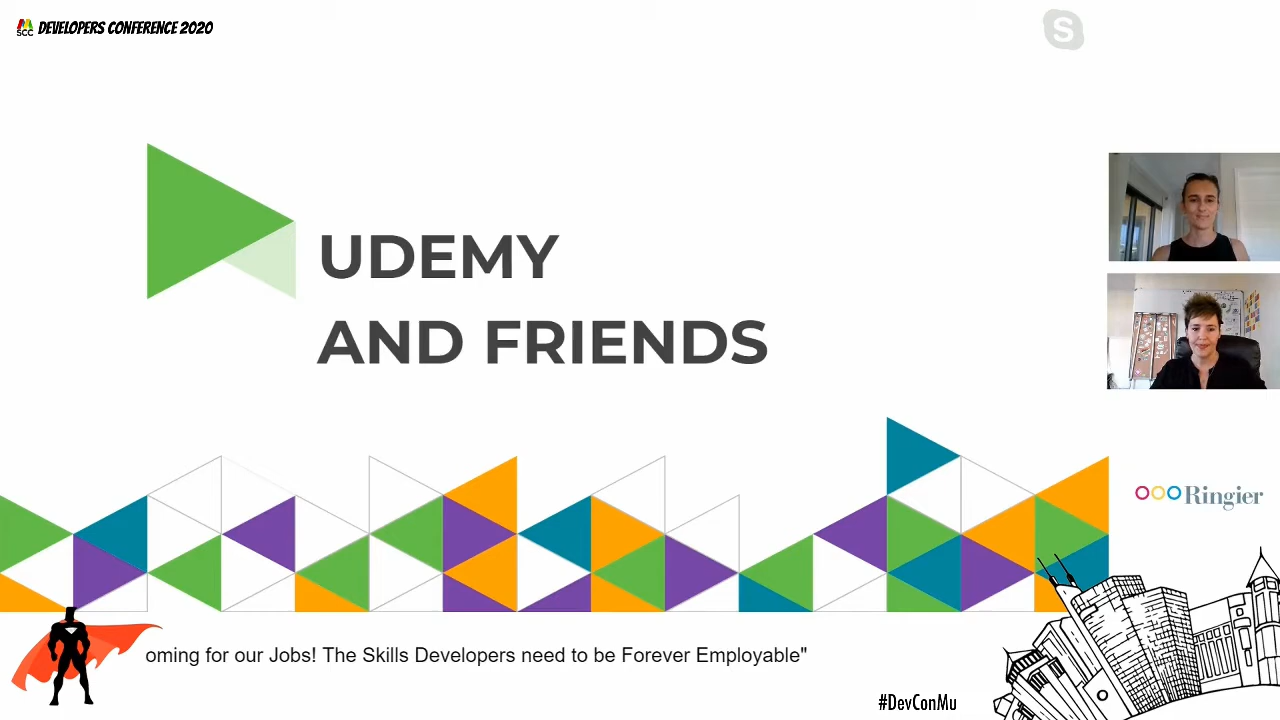 SCC DEVELOPERS CONFERENCE 2020
S
UDEMY
AND FRIENDS
Ringier
oming for our Jobs! The Skills Developers need to be Forever Employable"
#DevConMu